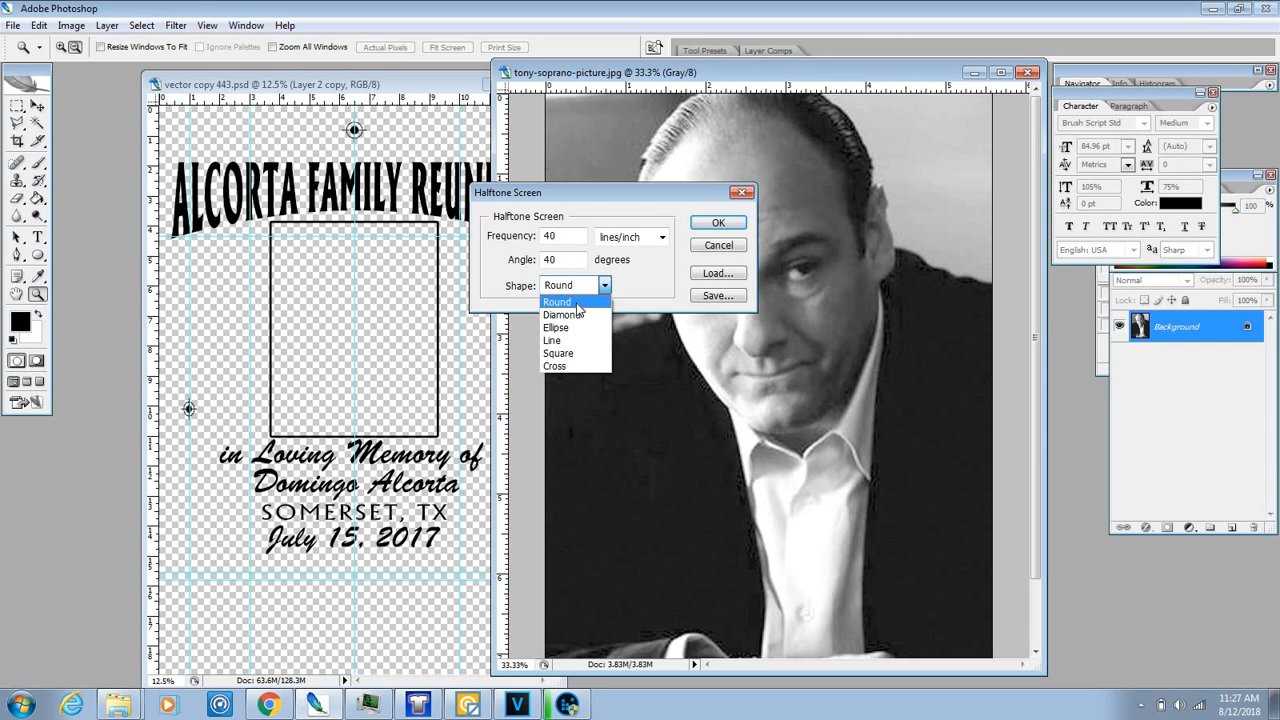 Adobe Photoshop
File Edit Image Layer Select Filter View Window Help
Resize Windows To Fit Ignore Palettes Zoom All Windows Actual Pixels Fit Screen Print Size Tool Presets Layer Comps
vector copy 443.psd @ 12.5% (Layer 2 copy, RGB/8)
ALCORTA FAMILY REUN
in Loving Memory of
Domingo Alcorta
SOMERSET, TX
July 15, 2017
12.5% Doc: 63.6M/128.3M
tony-soprano-picture.jpg @ 33.3% (Gray/8)
Halftone Screen
Halftone Screen
Frequency: 40 lines/inch
Angle: 40 degrees
Shape: Round
Round
Diamond
Ellipse
Line
Square
Cross
OK
Cancel
Load...
Save...
33.33% Doc: 3.83M/3.83M
Navigator Info Histogram
Character Paragraph
Brush Script Std Medium
84.96 pt (Auto)
Metrics 0
105% 75%
0 pt Color:
English: USA Sharp
100
Normal Opacity: 100%
Lock: Fill: 100%
Background
11:27 AM
8/12/2018